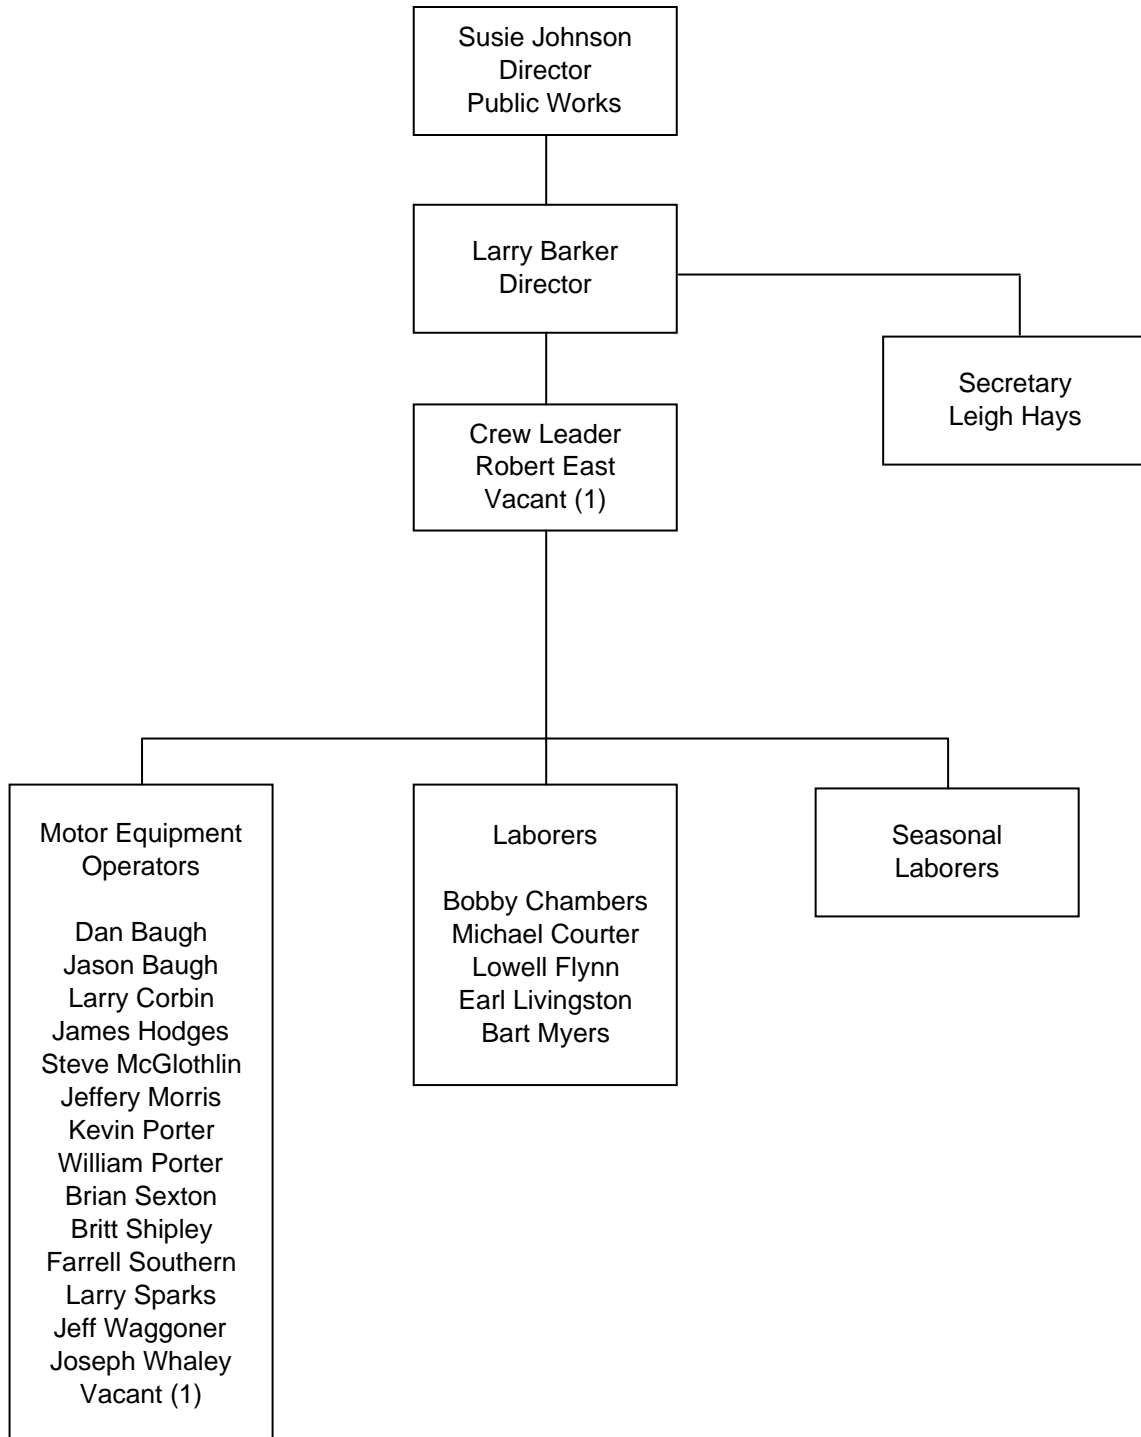 Susie Johnson
Director
Public Works
Larry Barker
Director
Secretary
Leigh Hays
Crew Leader
Robert East
Vacant (1)
Motor Equipment
Operators
Dan Baugh
Jason Baugh
Larry Corbin
James Hodges
Steve McGlothlin
Jeffery Morris
Kevin Porter
William Porter
Brian Sexton
Britt Shipley
Farrell Southern
Larry Sparks
Jeff Waggoner
Joseph Whaley
Vacant (1)
Laborers
Bobby Chambers
Michael Courter
Lowell Flynn
Earl Livingston
Bart Myers
Seasonal
Laborers